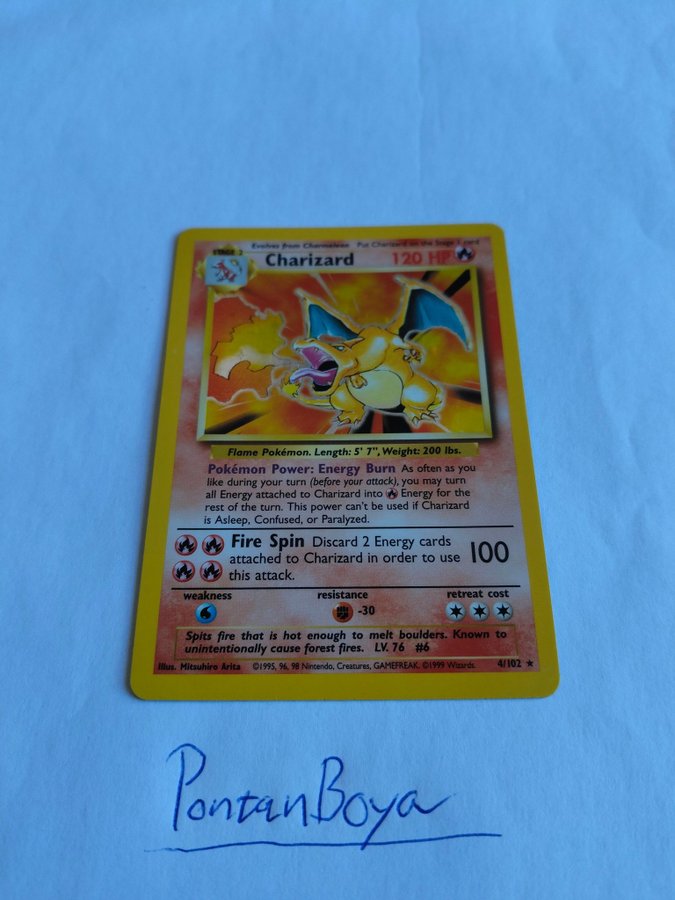 Evolves from Charmeleon Put Charizard on the Stage 1 card
STAGE 2
Charizard 120 HP
Flame Pokémon. Length: 5' 7", Weight: 200 lbs.
Pokémon Power: Energy Burn As often as you
like during your turn (before your attack), you may turn
all Energy attached to Charizard into Energy for the
rest of the turn. This power can't be used if Charizard
is Asleep, Confused, or Paralyzed.
Fire Spin Discard 2 Energy cards
attached to Charizard in order to use 100
this attack.
weakness resistance retreat cost
-30
Spits fire that is hot enough to melt boulders. Known to
unintentionally cause forest fires. LV. 76 #6
Illus. Mitsuhiro Arita ©1995, 96, 98 Nintendo, Creatures, GAMEFREAK. ©1999 Wizards. 4/102 ★
PontanBoya